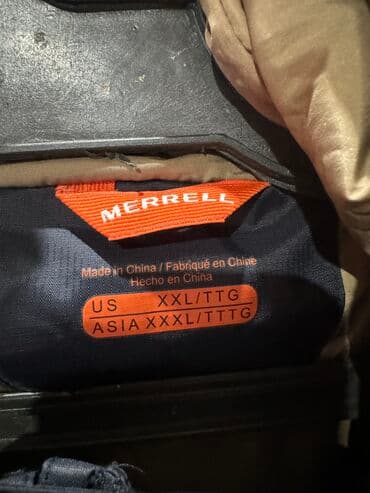 MERRELL
Made in China / Fabriqué en Chine
Hecho en China
US XXL/TTG
ASIA XXXL/TTTG